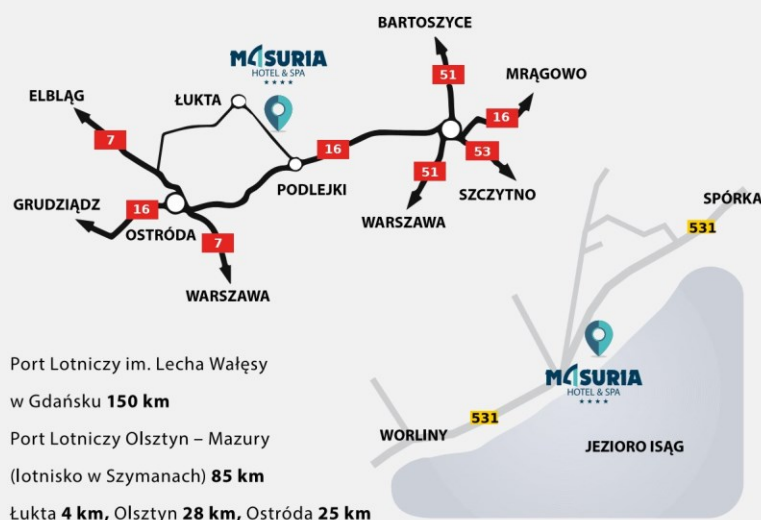 BARTOSZYCE
M4SURIA
HOTEL & SPA
★★★★
51
MRĄGOWO
ELBLĄG
ŁUKTA
16
7
16
53
51
PODLEJKI
SZCZYTNO
GRUDZIĄDZ
16
OSTRÓDA
WARSZAWA
7
WARSZAWA
SPÓRKA
531
Port Lotniczy im. Lecha Wałęsy
w Gdańsku 150 km
Port Lotniczy Olsztyn – Mazury
(lotnisko w Szymanach) 85 km
Łukta 4 km, Olsztyn 28 km, Ostróda 25 km
M4SURIA
HOTEL & SPA
★★★★
531
WORLINY
JEZIORO ISĄG